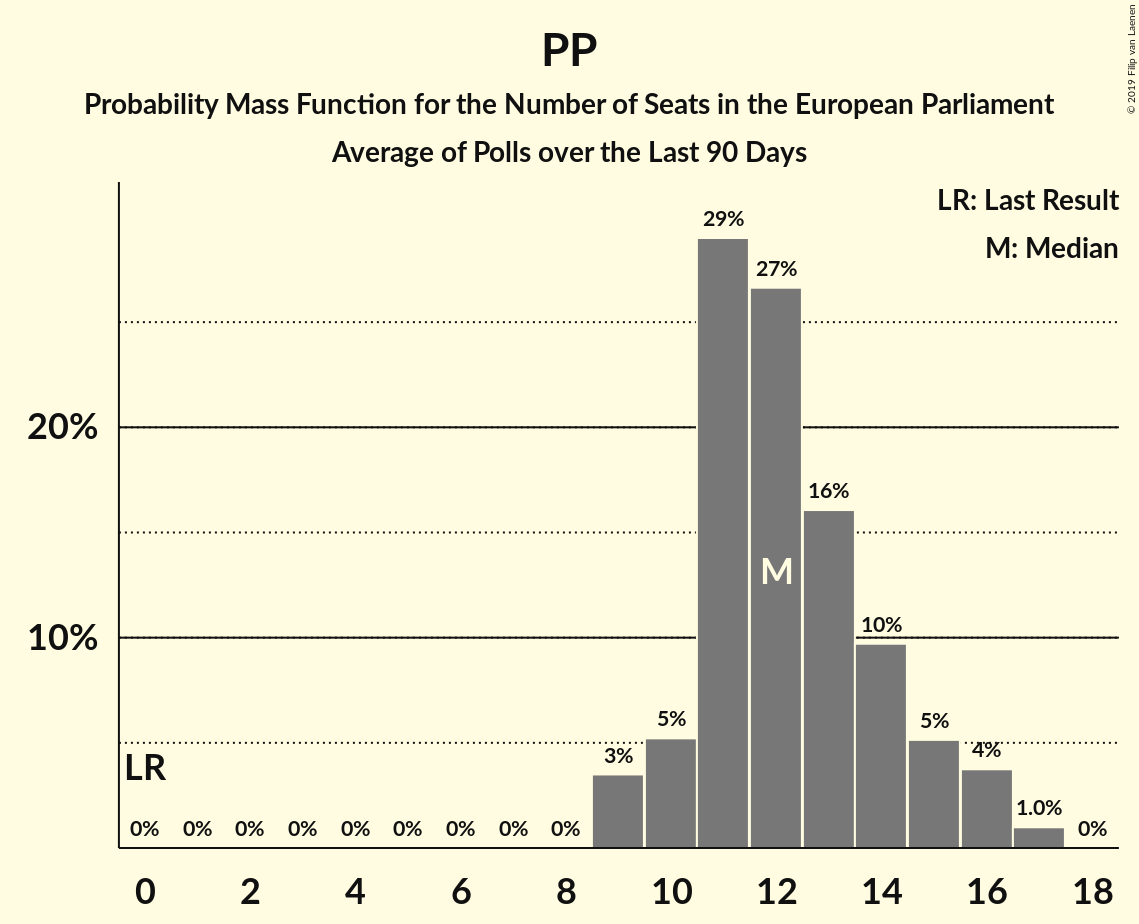 PP
Probability Mass Function for the Number of Seats in the European Parliament
Average of Polls over the Last 90 Days
© 2019 Filip van Laenen
LR: Last Result
M: Median
29%
27%
20%
16%
M
10%
10%
5%
5%
4%
3%
LR
1.0%
0% 0% 0% 0% 0% 0% 0% 0% 0% 0%
0 2 4 6 8 10 12 14 16 18